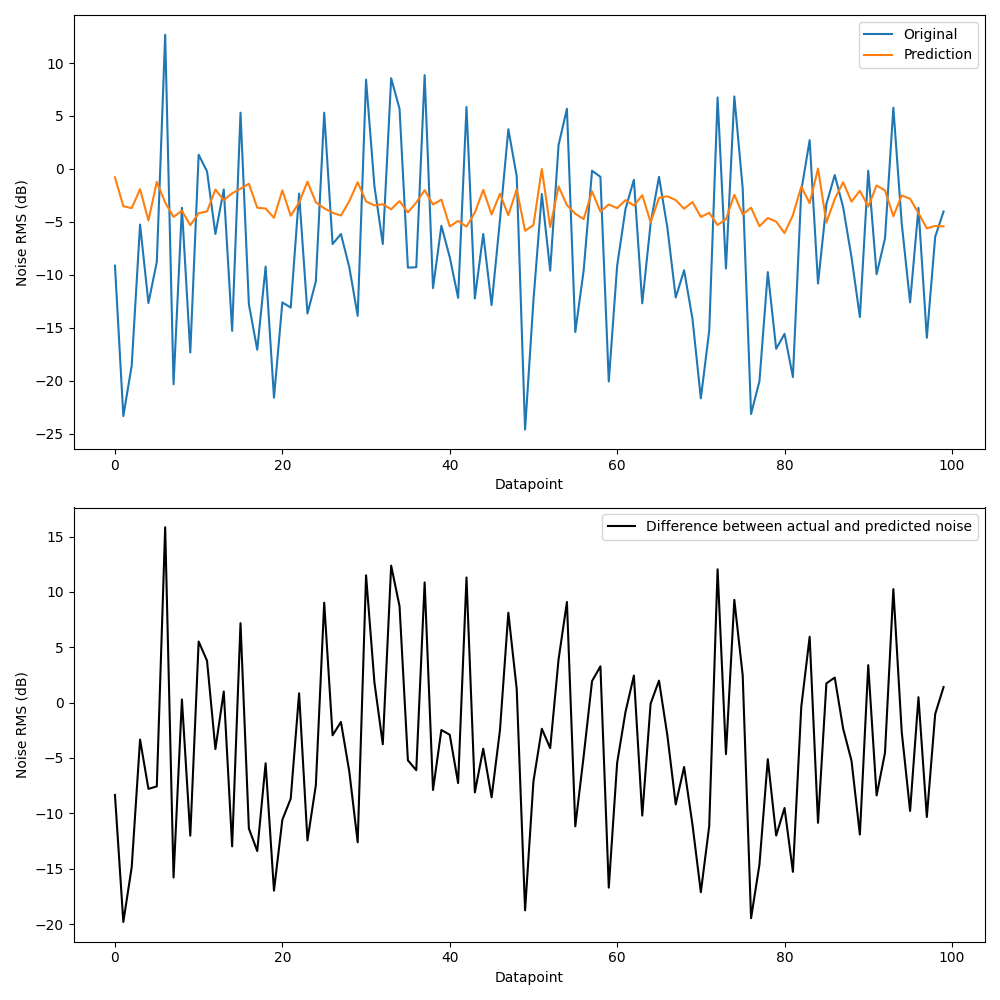 Original
Prediction
10
5
0
−5
−10
−15
−20
−25
Noise RMS (dB)
0 20 40 60 80 100
Datapoint
Difference between actual and predicted noise
15
10
5
0
−5
−10
−15
−20
Noise RMS (dB)
0 20 40 60 80 100
Datapoint